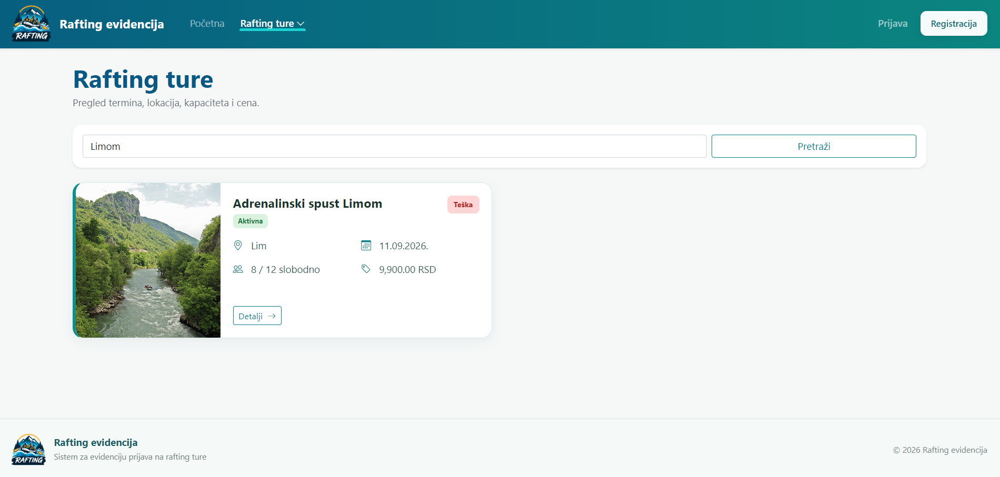 RAFTING
Rafting evidencija
Početna
Rafting ture
Prijava
Registracija
Rafting ture
Pregled termina, lokacija, kapaciteta i cena.
Limom
Pretraži
Adrenalinski spust Limom
Teška
Aktivna
Lim
11.09.2026.
8 / 12 slobodno
9,900.00 RSD
Detalji →
RAFTING
Rafting evidencija
Sistem za evidenciju prijava na rafting ture
© 2026 Rafting evidencija